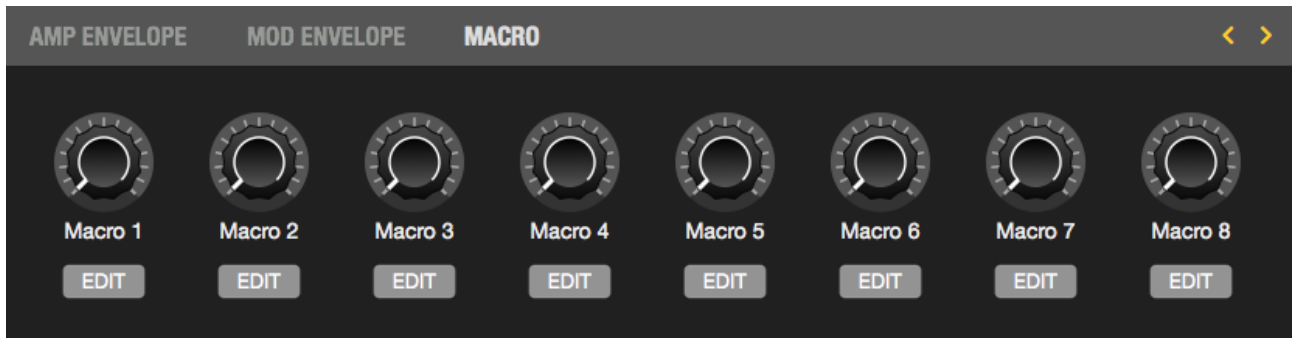 AMP ENVELOPE MOD ENVELOPE MACRO
Macro 1 Macro 2 Macro 3 Macro 4 Macro 5 Macro 6 Macro 7 Macro 8
EDIT EDIT EDIT EDIT EDIT EDIT EDIT EDIT